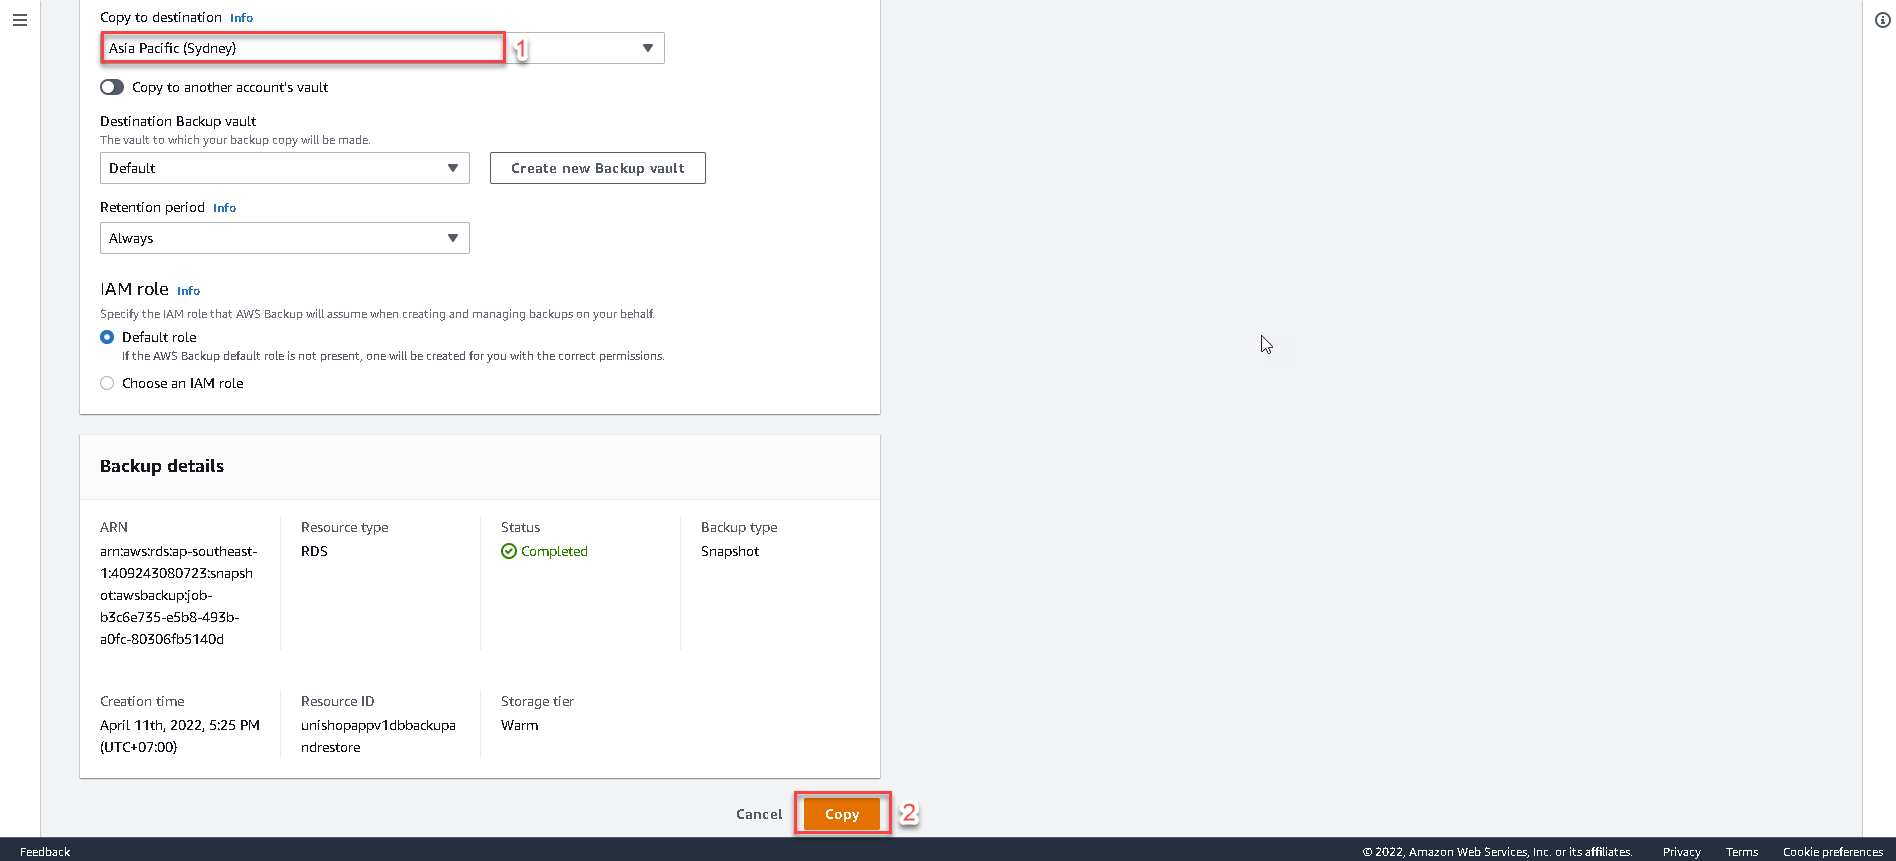 Copy to destination Info
Asia Pacific (Sydney)
1
Copy to another account's vault
Destination Backup vault
The vault to which your backup copy will be made.
Default
Create new Backup vault
Retention period Info
Always
IAM role Info
Specify the IAM role that AWS Backup will assume when creating and managing backups on your behalf.
Default role
If the AWS Backup default role is not present, one will be created for you with the correct permissions.
Choose an IAM role
Backup details
ARN
arn:aws:rds:ap-southeast-
1:409243080723:snapsh
ot:awsbackup:job-
b3c6e735-e5b8-493b-
a0fc-80306fb5140d
Resource type
RDS
Status
Completed
Backup type
Snapshot
Creation time
April 11th, 2022, 5:25 PM
(UTC+07:00)
Resource ID
unishopappv1dbbackupa
ndrestore
Storage tier
Warm
Cancel
Copy
2
Feedback
© 2022, Amazon Web Services, Inc. or its affiliates.
Privacy
Terms
Cookie preferences